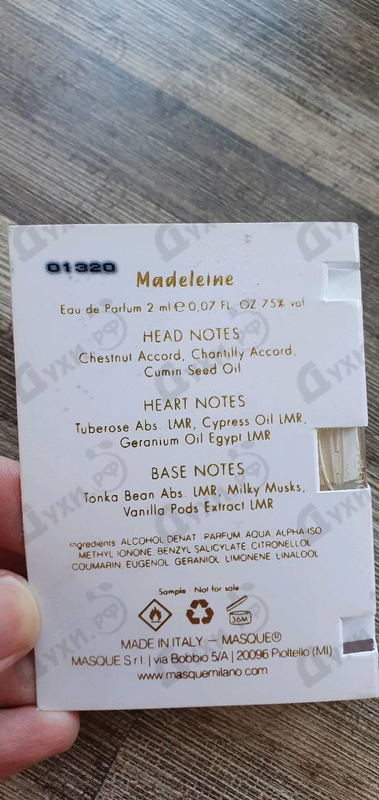 01320
Madeleine
Eau de Parfum 2 ml ℮ 0,07 FL. OZ 75% vol
HEAD NOTES
Chestnut Accord, Chantilly Accord,
Cumin Seed Oil
HEART NOTES
Tuberose Abs. LMR, Cypress Oil LMR,
Geranium Oil Egypt LMR
BASE NOTES
Tonka Bean Abs. LMR, Milky Musks,
Vanilla Pods Extract LMR
Ingredients: ALCOHOL DENAT. PARFUM AQUA ALPHA-ISO
METHYL IONONE BENZYL SALICYLATE CITRONELLOL
COUMARIN EUGENOL GERANIOL LIMONENE LINALOOL
Sample - Not for sale
36M
MADE IN ITALY – MASQUE®
MASQUE S r l | via Bobbio 5/A | 20096 Pioltello (MI)
www.masquemilano.com
Духи.рф